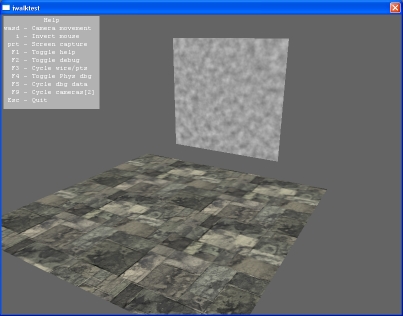 twalktest
Help
wasd - Camera movement
i - Invert mouse
prt - Screen capture
F1 - Toggle help
F2 - Toggle debug
F3 - Cycle wire/pts
F4 - Toggle Phys dbg
F5 - Cycle dbg data
F8 - Cycle cameras[2]
Esc - Quit